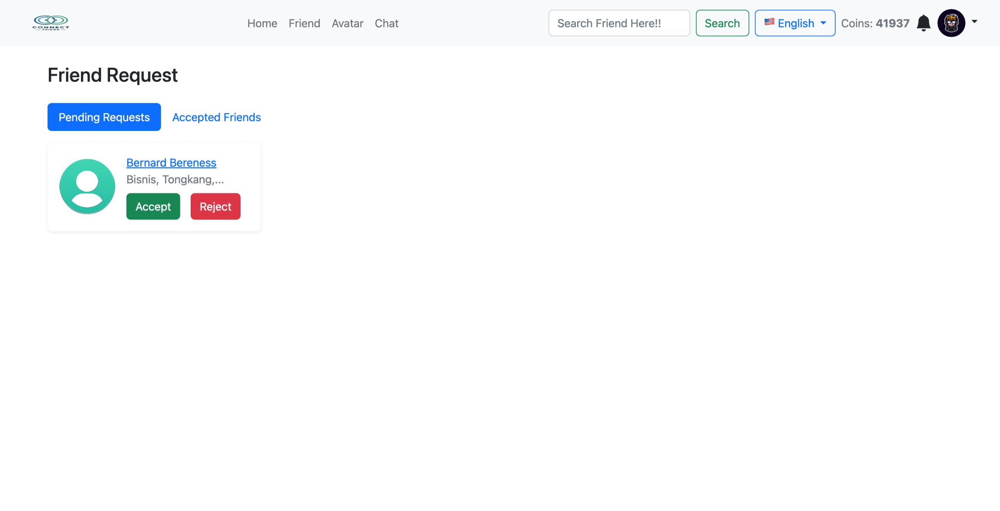 CONNECT
FRIEND
Home Friend Avatar Chat
Search Friend Here!! Search English Coins: 41937
Friend Request
Pending Requests Accepted Friends
Bernard Bereness
Bisnis, Tongkang,...
Accept Reject